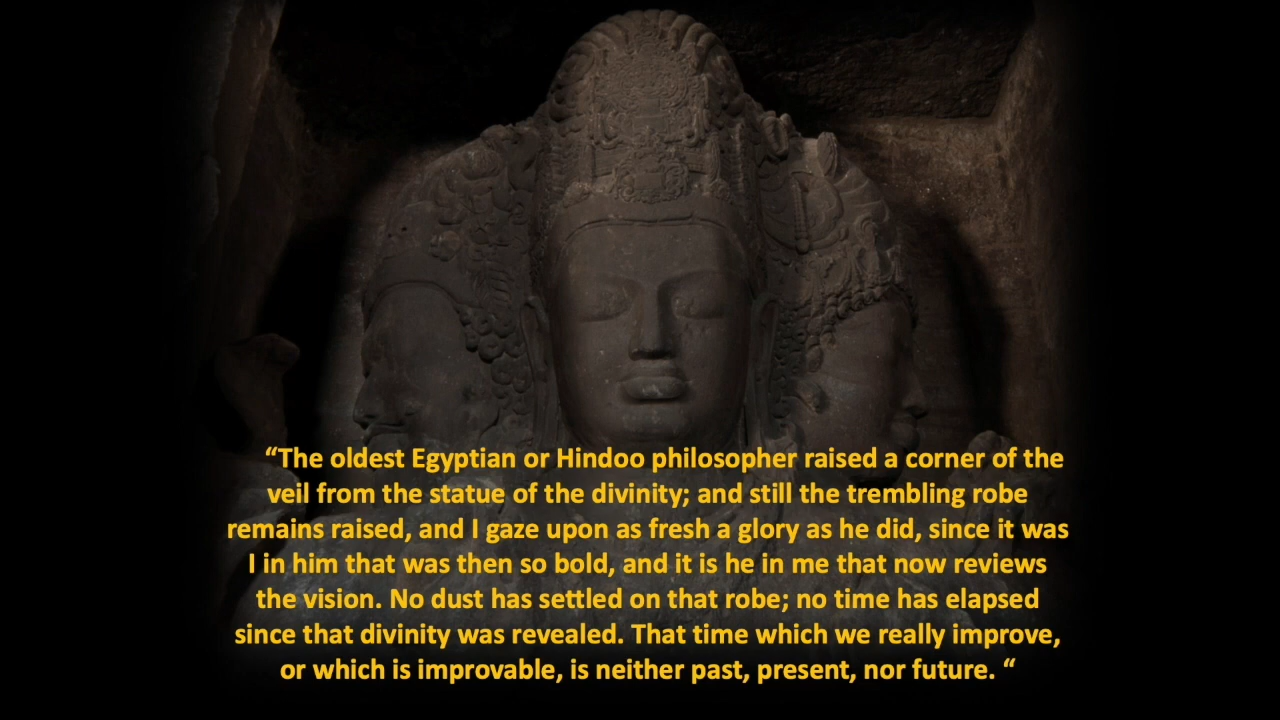 “The oldest Egyptian or Hindoo philosopher raised a corner of the
veil from the statue of the divinity; and still the trembling robe
remains raised, and I gaze upon as fresh a glory as he did, since it was
I in him that was then so bold, and it is he in me that now reviews
the vision. No dust has settled on that robe; no time has elapsed
since that divinity was revealed. That time which we really improve,
or which is improvable, is neither past, present, nor future. “